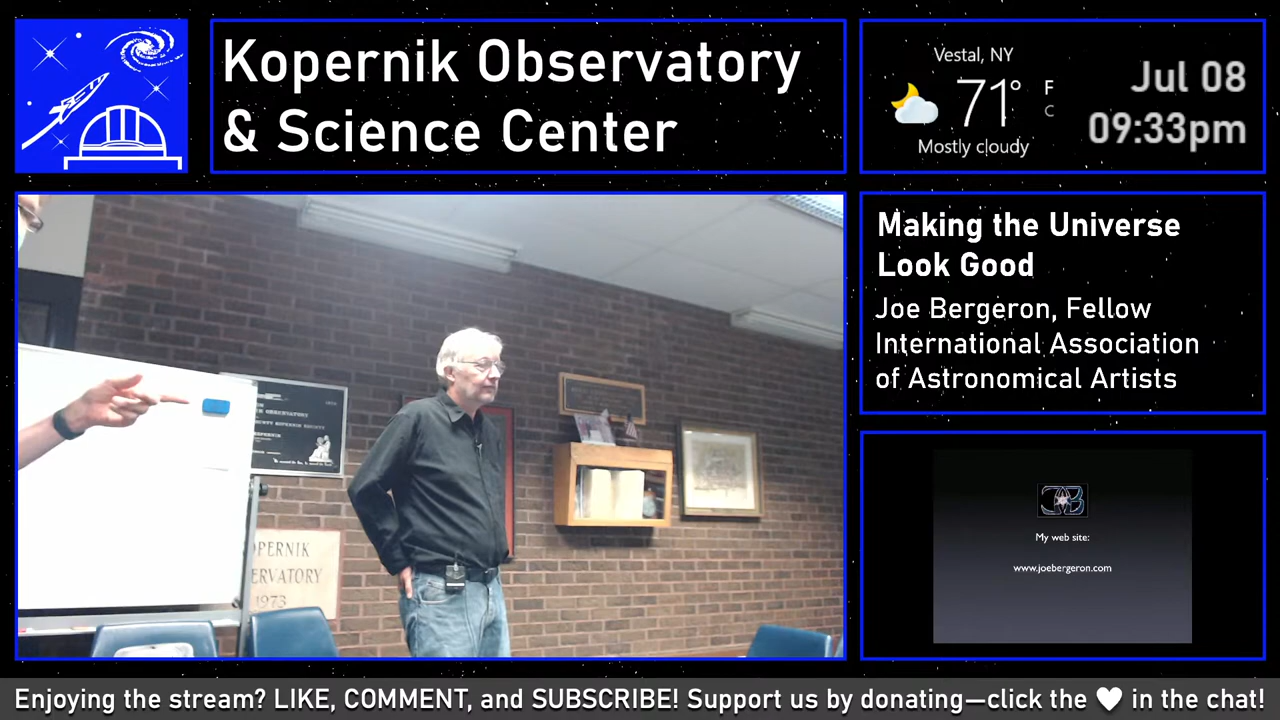 Kopernik Observatory
& Science Center
Vestal, NY
71°
F
C
Mostly cloudy
Jul 08
09:33pm
Making the Universe
Look Good
Joe Bergeron, Fellow
International Association
of Astronomical Artists
OBSERVATORY
OPERNIK
ERVATORY
1973
My web site:
www.joebergeron.com
Enjoying the stream? LIKE, COMMENT, and SUBSCRIBE! Support us by donating—click the ♥ in the chat!